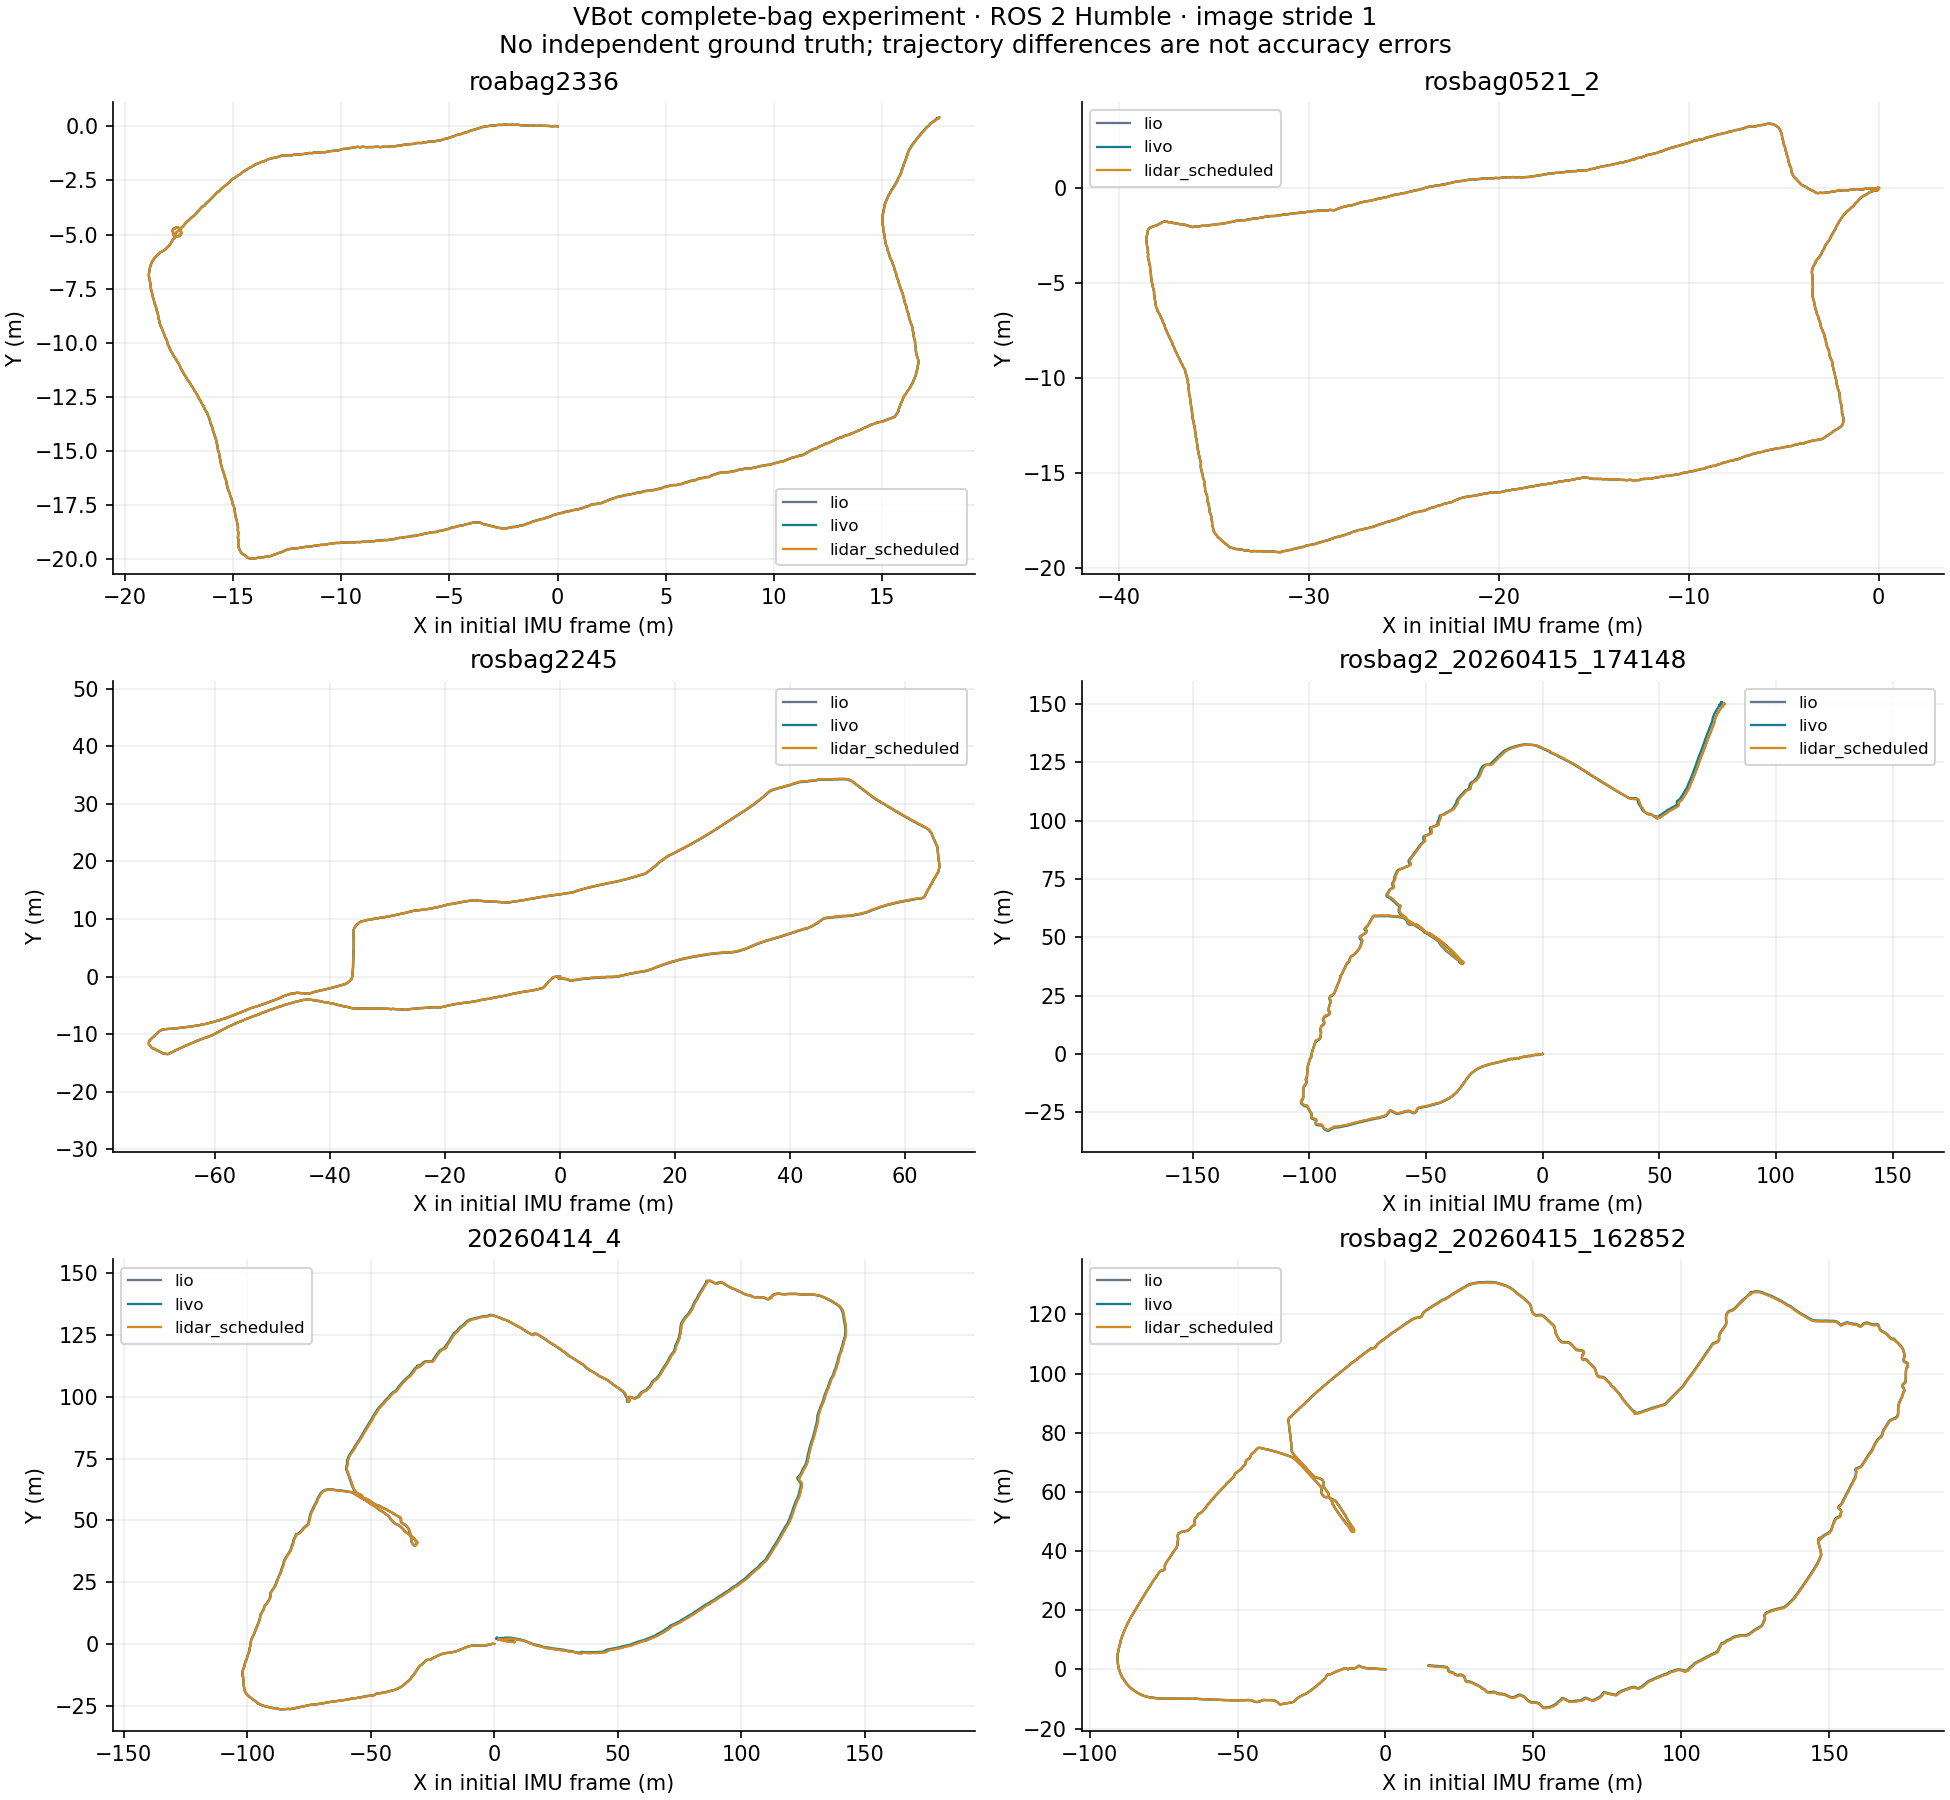 VBot complete-bag experiment · ROS 2 Humble · image stride 1
No independent ground truth; trajectory differences are not accuracy errors
roabag2336
0.0
−2.5
−5.0
−7.5
−10.0
−12.5
−15.0
−17.5
−20.0
Y (m)
lio
livo
lidar_scheduled
−20 −15 −10 −5 0 5 10 15
X in initial IMU frame (m)
rosbag0521_2
lio
livo
lidar_scheduled
0
−5
−10
−15
−20
Y (m)
−40 −30 −20 −10 0
X in initial IMU frame (m)
rosbag2245
50
40
30
20
10
0
−10
−20
−30
Y (m)
lio
livo
lidar_scheduled
−60 −40 −20 0 20 40 60
X in initial IMU frame (m)
rosbag2_20260415_174148
150
125
100
75
50
25
0
−25
Y (m)
lio
livo
lidar_scheduled
−150 −100 −50 0 50 100 150
X in initial IMU frame (m)
20260414_4
150
125
100
75
50
25
0
−25
Y (m)
lio
livo
lidar_scheduled
−150 −100 −50 0 50 100 150
X in initial IMU frame (m)
rosbag2_20260415_162852
lio
livo
lidar_scheduled
120
100
80
60
40
20
0
−20
Y (m)
−100 −50 0 50 100 150
X in initial IMU frame (m)